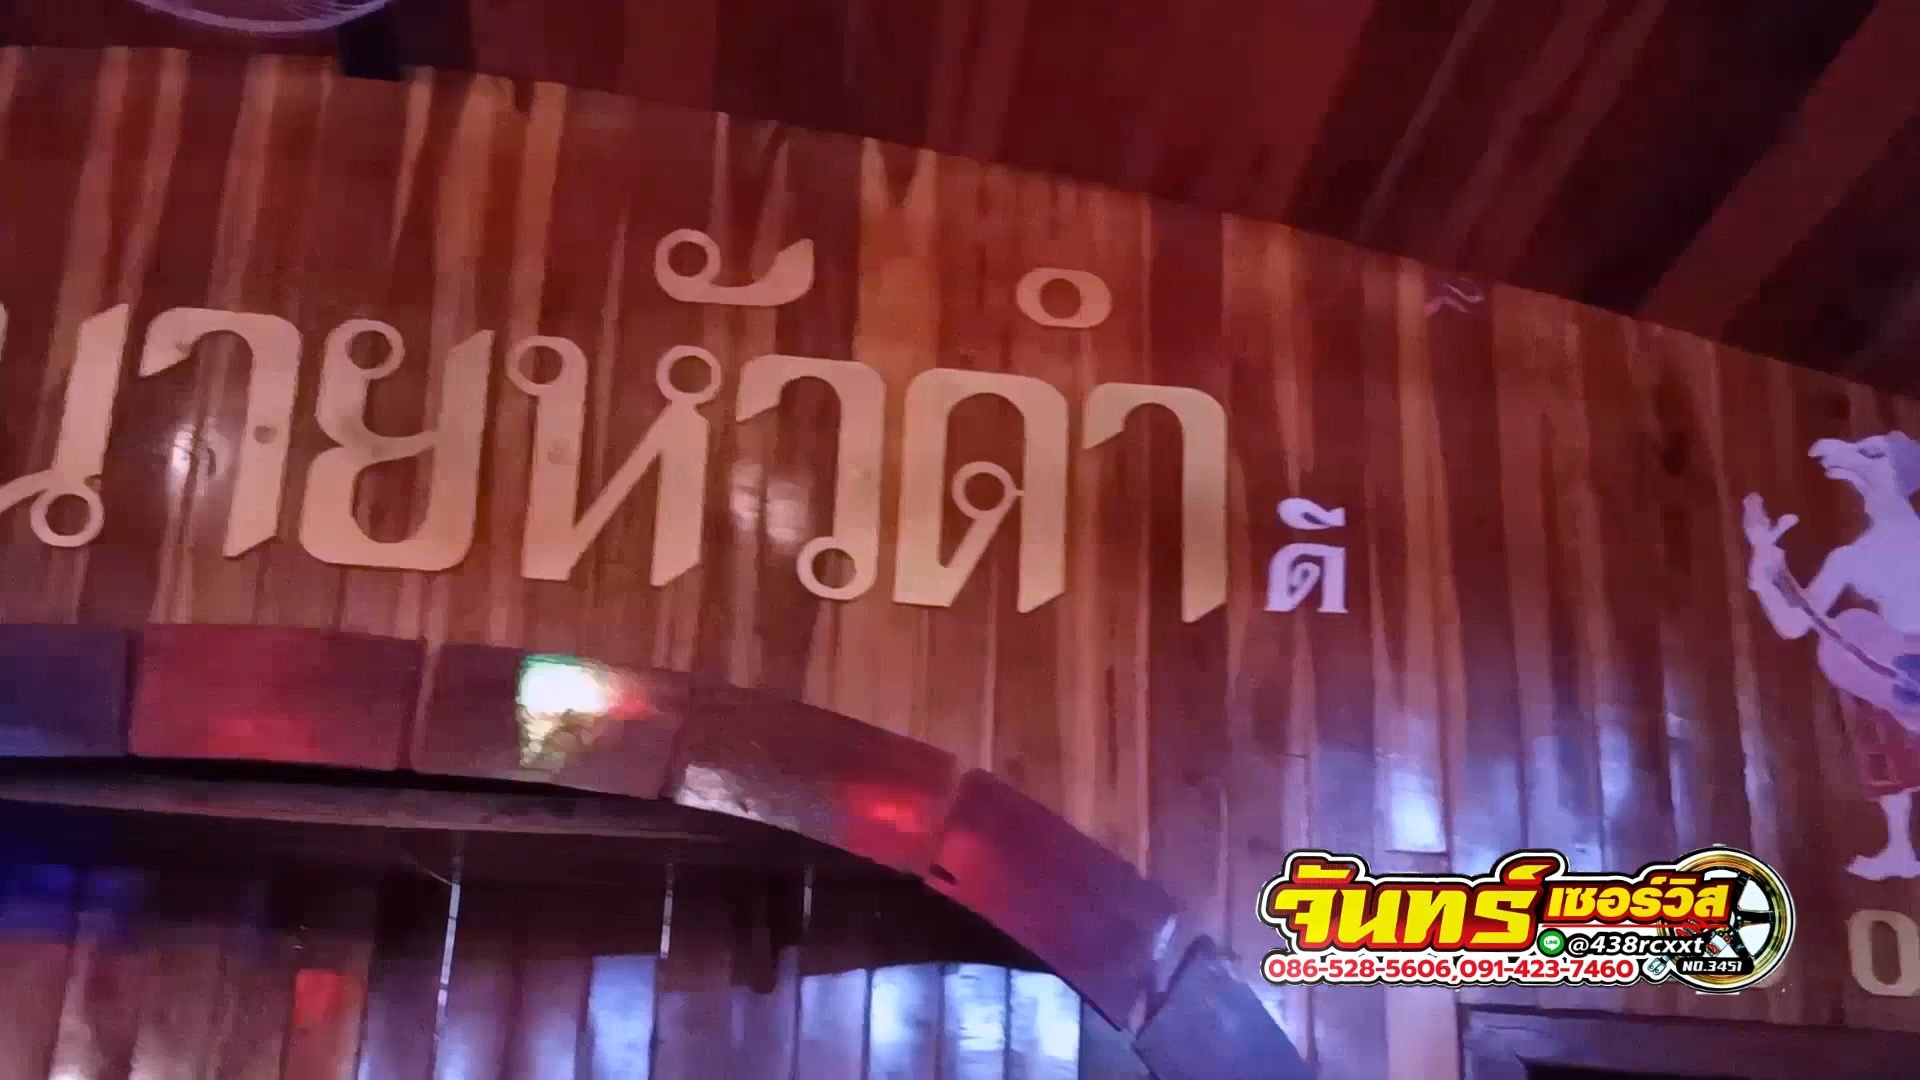 นายหัวดำ
ดี
จันทร์ เซอร์วิส
@438rcxxt
086-528-5606,091-423-7460
NO.3451